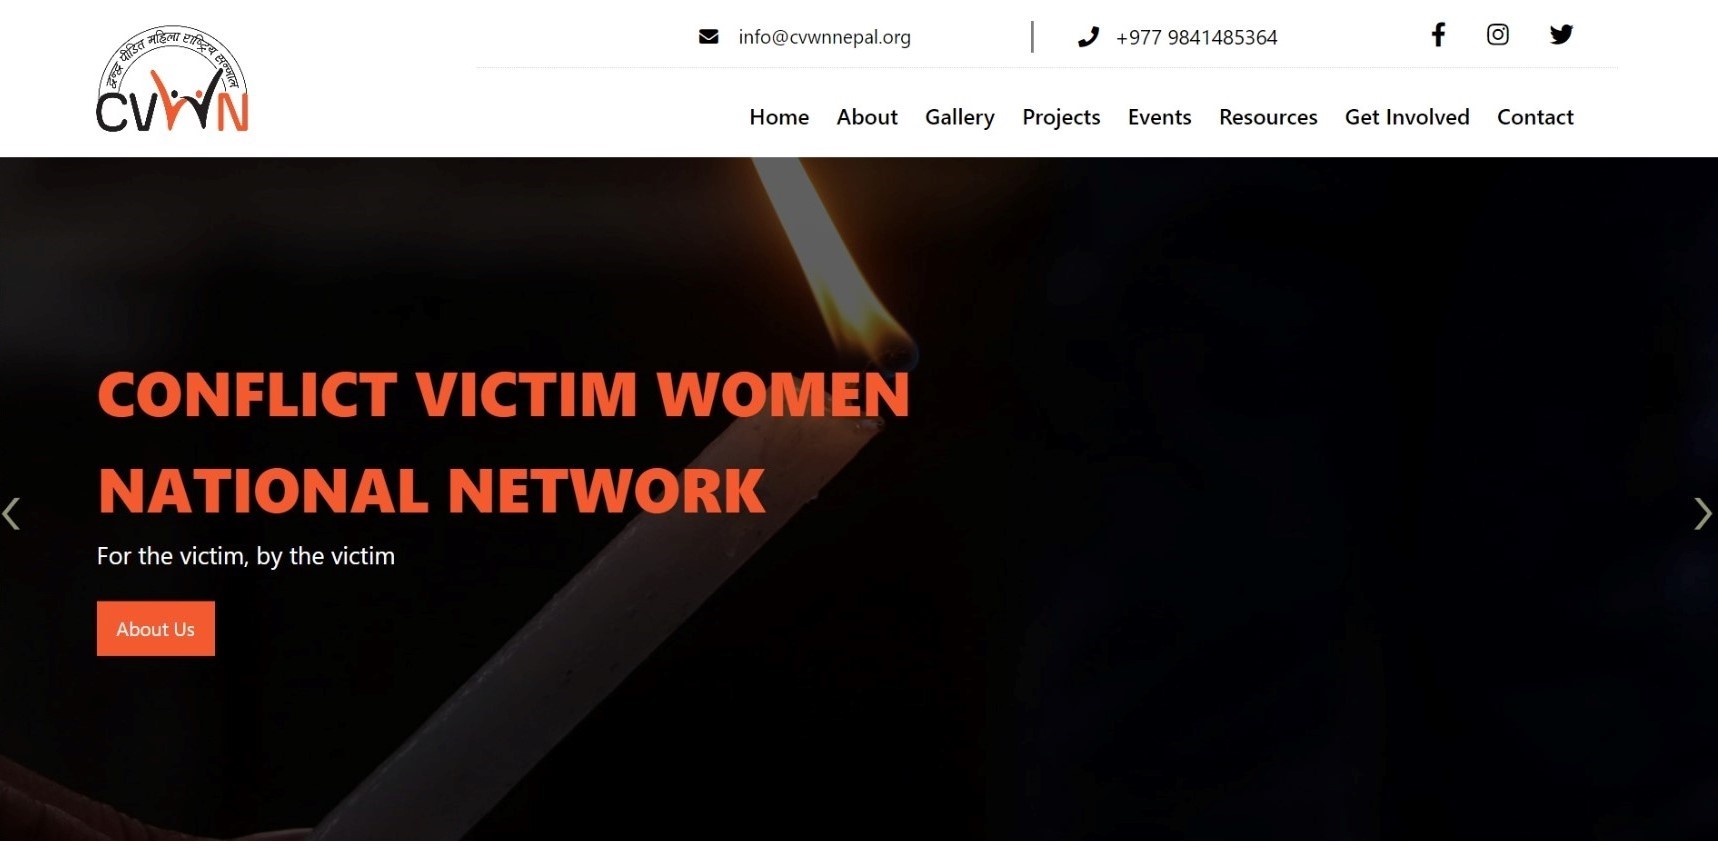 द्वन्द्व पीडित महिला राष्ट्रिय सञ्जाल
CVWN
info@cvwnnepal.org
+977 9841485364
Home About Gallery Projects Events Resources Get Involved Contact
CONFLICT VICTIM WOMEN
NATIONAL NETWORK
For the victim, by the victim
About Us